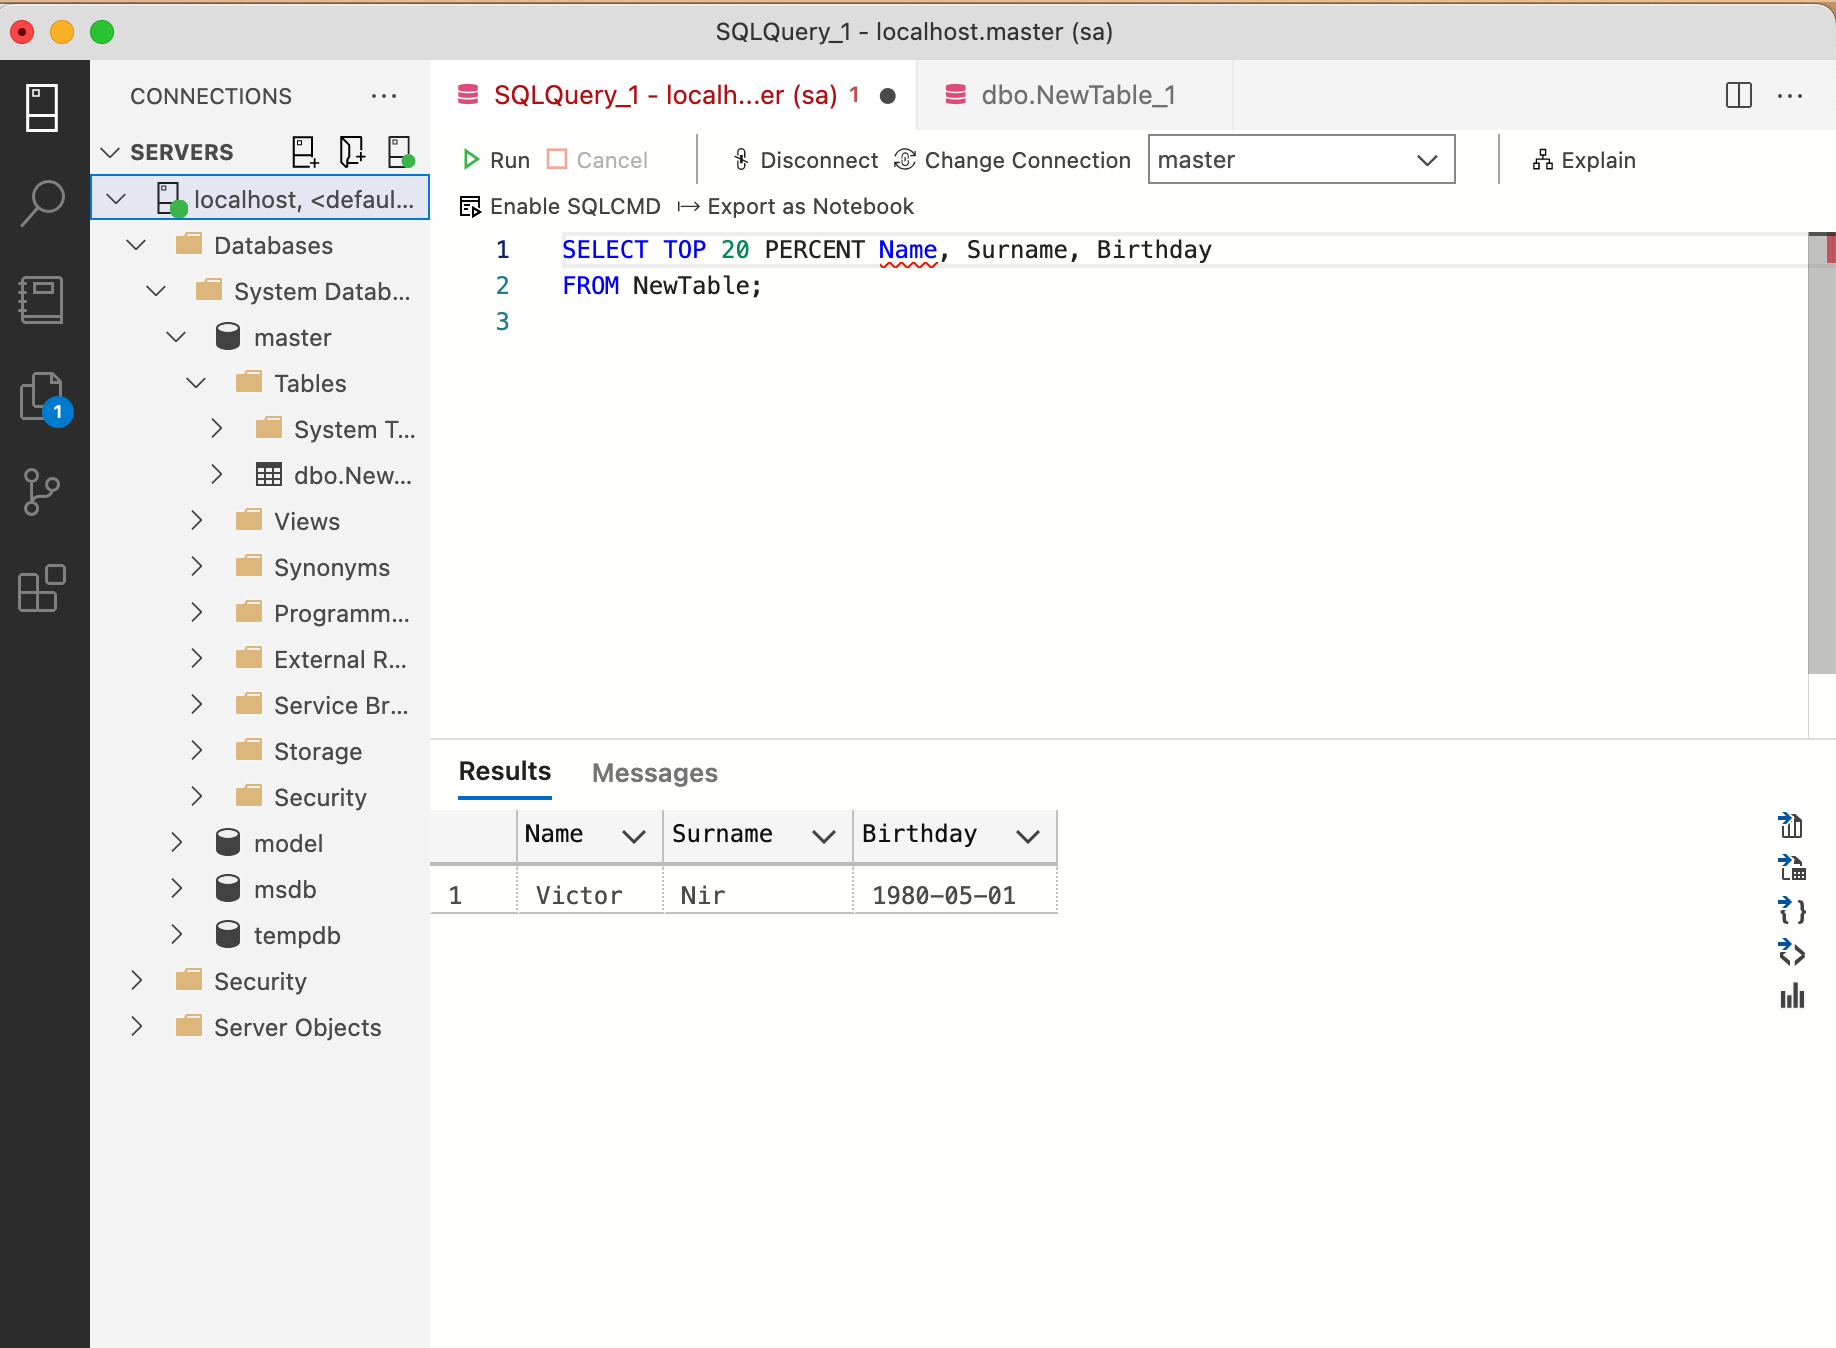 SQLQuery_1 - localhost.master (sa)
CONNECTIONS
SERVERS
localhost, <defaul...
Databases
System Datab...
master
Tables
System T...
dbo.New...
Views
Synonyms
Programm...
External R...
Service Br...
Storage
Security
model
msdb
tempdb
Security
Server Objects
1
SQLQuery_1 - localh...er (sa) 1
dbo.NewTable_1
Run Cancel Disconnect Change Connection master Explain
Enable SQLCMD Export as Notebook
1 SELECT TOP 20 PERCENT Name, Surname, Birthday
2 FROM NewTable;
3
Results Messages
Name Surname Birthday
1 Victor Nir 1980-05-01